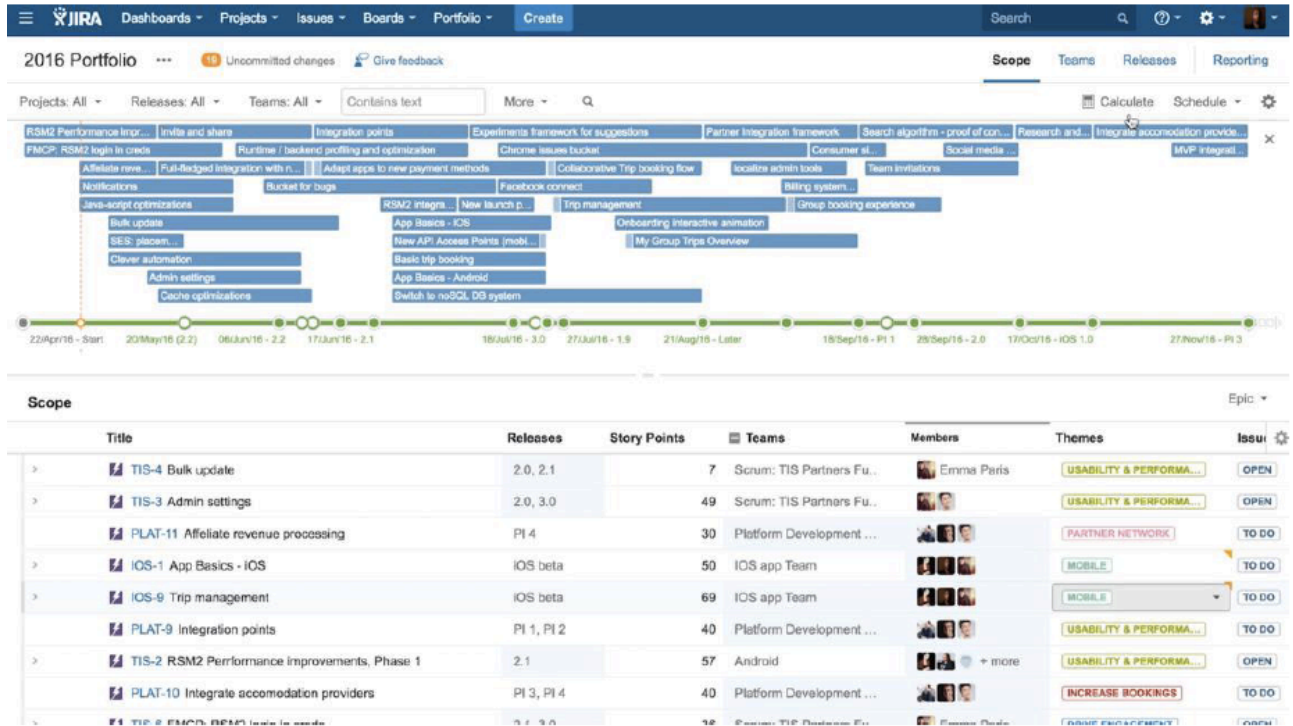 JIRA Dashboards Projects Issues Boards Portfolio Create Search
2016 Portfolio ••• 19 Uncommitted changes Give feedback Scope Teams Releases Reporting
Projects: All Releases: All Teams: All Contains text More Calculate Schedule
RSM2 Performance impr... Invite and share Integration points Experiments framework for suggestions Partner Integration framework Search algorithm - proof of con... Research and... Integrate accomodation provide...
FMCP: RSM2 login in creds Runtime / backend profiling and optimization Chrome issues bucket Consumer si... Social media ... MVP integrati...
Affeliate reve... Full-fledged integration with n... Adapt apps to new payment methods Collaborative Trip booking flow localize admin tools Team invitations
Notifications Bucket for bugs Facebook connect Billing system...
Java-script optimizations RSM2 integra... New launch p... Trip management Group booking experience
Bulk update App Basics - iOS Onboarding interactive animation
SES: placem... New API Access Points (mobi... My Group Trips Overview
Clever automation Basic trip booking
Admin settings App Basics - Android
Cache optimizations Switch to noSQL DB system
22/Apr/16 - Start 20/May/16 (2.2) 06/Jun/16 - 2.2 17/Jun/16 - 2.1 18/Jul/16 - 3.0 27/Jul/16 - 1.9 21/Aug/16 - Later 18/Sep/16 - PI 1 28/Sep/16 - 2.0 17/Oct/16 - iOS 1.0 27/Nov/16 - PI 3
Scope Epic
Title Releases Story Points Teams Members Themes Issu
TIS-4 Bulk update 2.0, 2.1 7 Scrum: TIS Partners Fu... Emma Paris USABILITY & PERFORMA... OPEN
TIS-3 Admin settings 2.0, 3.0 49 Scrum: TIS Partners Fu... USABILITY & PERFORMA... OPEN
PLAT-11 Affeliate revenue processing PI 4 30 Platform Development ... PARTNER NETWORK TO DO
IOS-1 App Basics - iOS iOS beta 50 IOS app Team MOBILE TO DO
IOS-9 Trip management iOS beta 69 IOS app Team MOBILE TO DO
PLAT-9 Integration points PI 1, PI 2 40 Platform Development ... USABILITY & PERFORMA... TO DO
TIS-2 RSM2 Perrformance improvements, Phase 1 2.1 57 Android + more USABILITY & PERFORMA... OPEN
PLAT-10 Integrate accomodation providers PI 3, PI 4 40 Platform Development ... INCREASE BOOKINGS TO DO